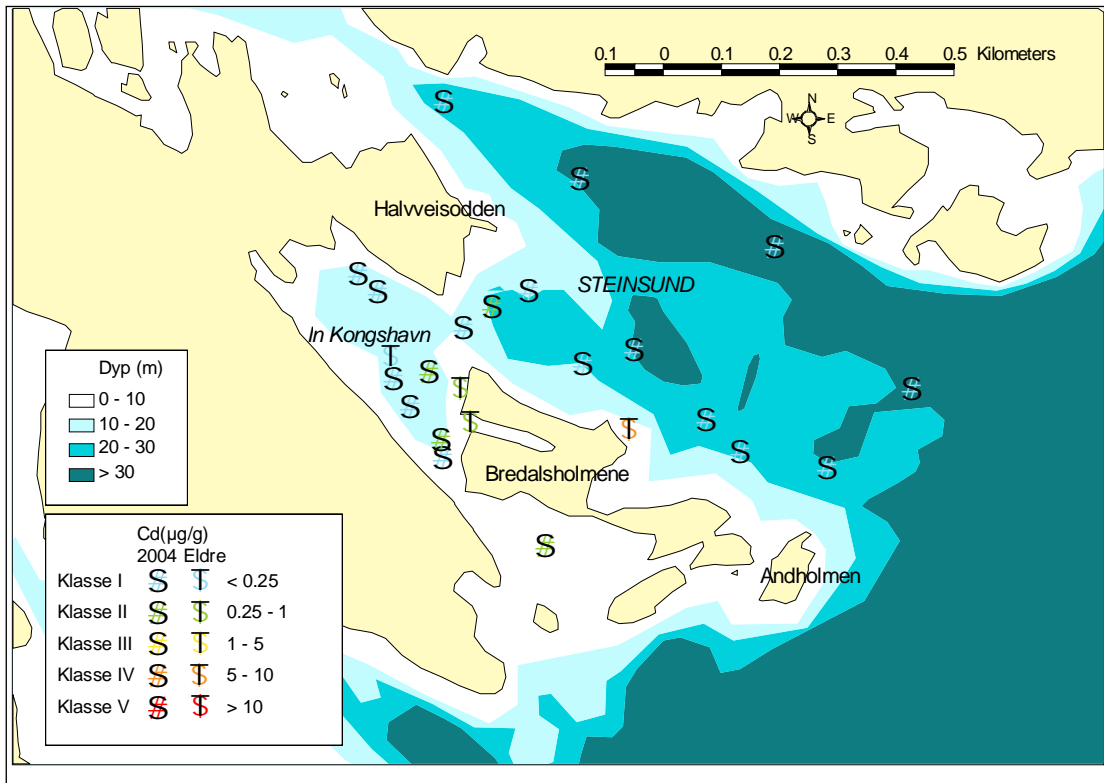 0.1 0 0.1 0.2 0.3 0.4 0.5 Kilometers
N
W E
S
Halvveisodden
STEINSUND
In Kongshavn
Bredalsholmene
Andholmen
Dyp (m)
0 - 10
10 - 20
20 - 30
> 30
Cd(µg/g)
2004 Eldre
Klasse I < 0.25
Klasse II 0.25 - 1
Klasse III 1 - 5
Klasse IV 5 - 10
Klasse V > 10